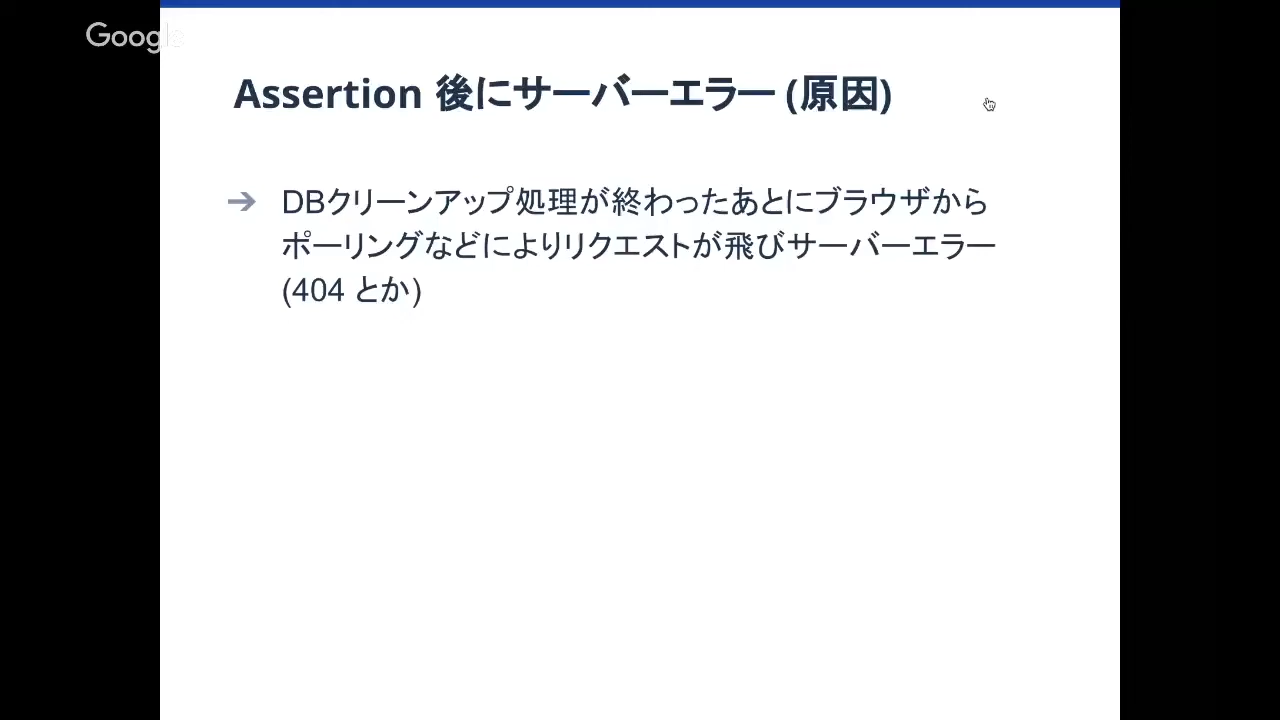 Google
Assertion 後にサーバーエラー (原因)
➔ DBクリーンアップ処理が終わったあとにブラウザから
ポーリングなどによりリクエストが飛びサーバーエラー
(404 とか)